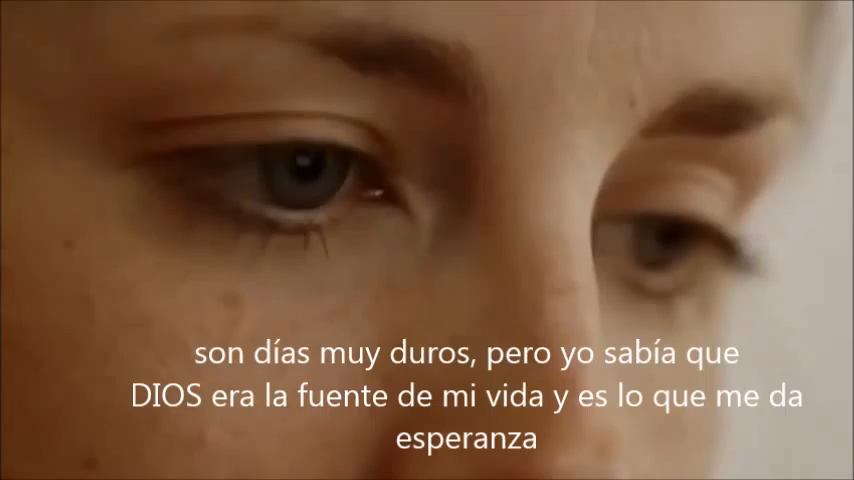 son días muy duros, pero yo sabía que
DIOS era la fuente de mi vida y es lo que me da
esperanza